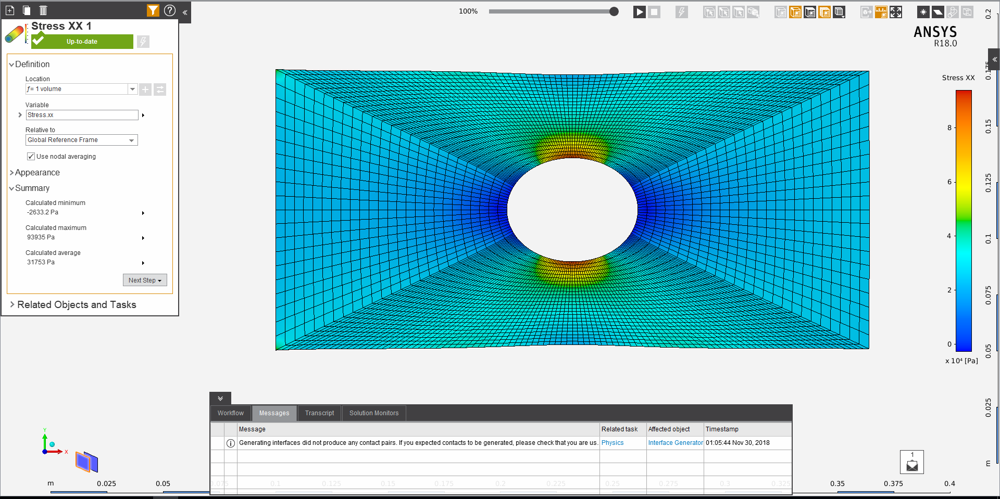 Stress XX 1
Up-to-date
Definition
Location
ƒ= 1 volume
Variable
Stress.xx
Relative to
Global Reference Frame
Use nodal averaging
Appearance
Summary
Calculated minimum
-2633.2 Pa
Calculated maximum
93935 Pa
Calculated average
31753 Pa
Next Step
Related Objects and Tasks
100%
ANSYS
R18.0
Stress XX
8
6
4
2
0
x 10⁴ [Pa]
0.2
0.175
0.15
0.125
0.1
0.075
0.05
0.025
m
Workflow Messages Transcript Solution Monitors
Message Related task Affected object Timestamp
Generating interfaces did not produce any contact pairs. If you expected contacts to be generated, please check that you are us. Physics Interface Generator 01:05:44 Nov 30, 2018
Y
X
1
m 0.025 0.05 0.075 0.1 0.125 0.15 0.175 0.2 0.225 0.25 0.275 0.3 0.325 0.35 0.375 0.4